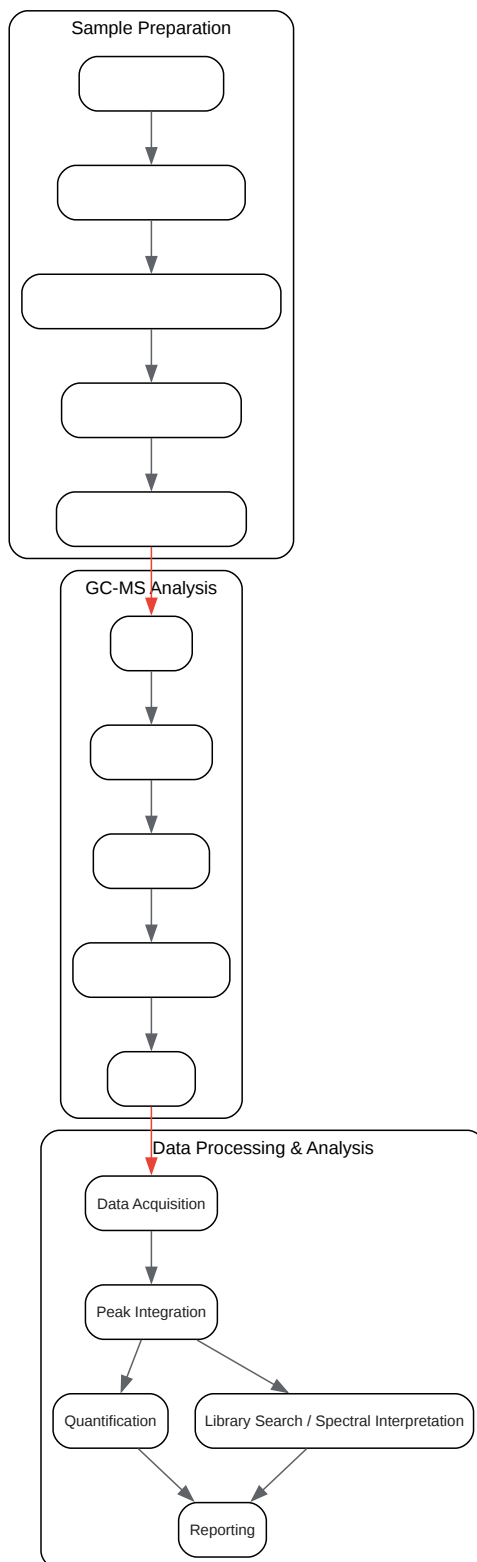 Sample Preparation
GC-MS Analysis
Data Processing & Analysis
Data Acquisition
Peak Integration
Quantification
Library Search / Spectral Interpretation
Reporting